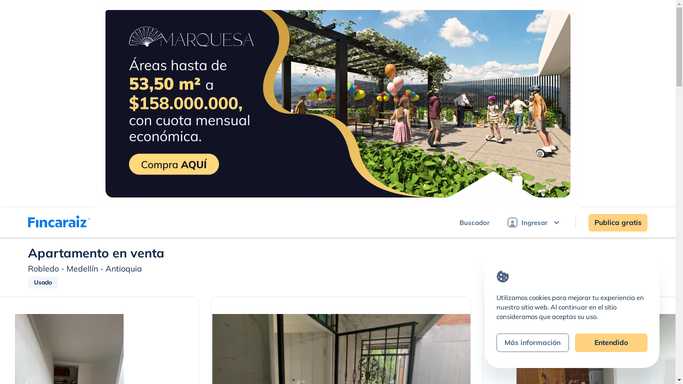 MARQUESA
Áreas hasta de
53,50 m² a
$158.000.000,
con cuota mensual
económica.
Compra AQUÍ
Fincaraiz
Buscador
Ingresar
Publica gratis
Apartamento en venta
Robledo - Medellín - Antioquia
Usado
Utilizamos cookies para mejorar tu experiencia en
nuestro sitio web. Al continuar en el sitio
consideramos que aceptas su uso.
Más información
Entendido